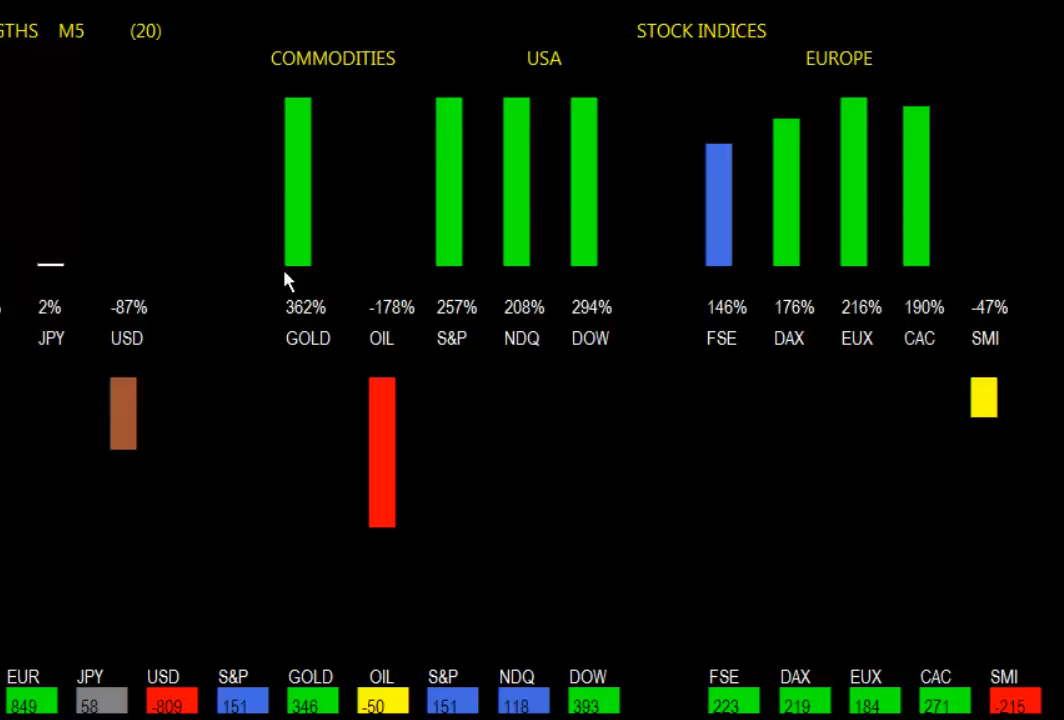 GTHS M5 (20) STOCK INDICES
COMMODITIES USA EUROPE
2% -87% 362% -178% 257% 208% 294% 146% 176% 216% 190% -47%
JPY USD GOLD OIL S&P NDQ DOW FSE DAX EUX CAC SMI
EUR JPY USD S&P GOLD OIL S&P NDQ DOW FSE DAX EUX CAC SMI
849 58 -809 151 346 -50 151 118 393 223 219 184 271 -215